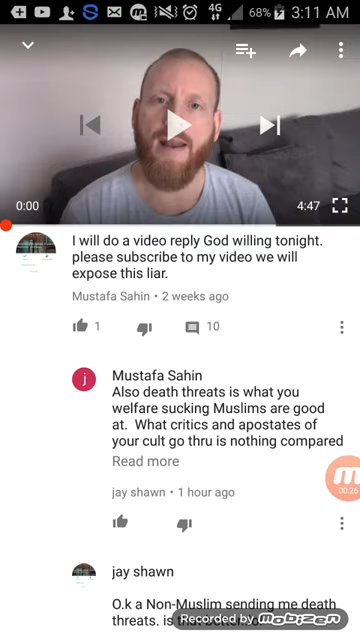 4G
68%
3:11 AM
0:00
4:47
I will do a video reply God willing tonight.
please subscribe to my video we will
expose this liar.
Mustafa Sahin • 2 weeks ago
1
10
j
Mustafa Sahin
Also death threats is what you
welfare sucking Muslims are good
at. What critics and apostates of
your cult go thru is nothing compared
Read more
00:26
jay shawn • 1 hour ago
jay shawn
O.k a Non-Muslim sending me death
threats. is that better
Recorded by mobizen